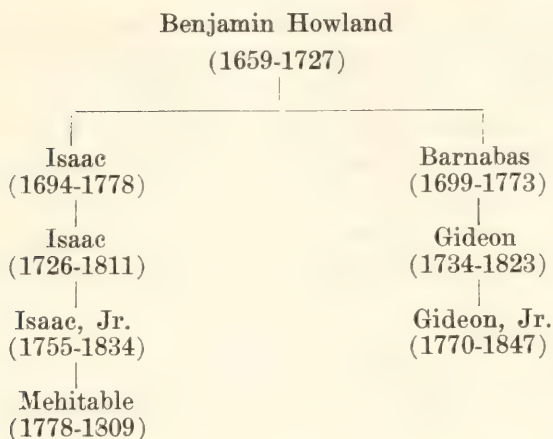 Benjamin Howland
(1659-1727)
Isaac
(1694-1778)
Isaac
(1726-1811)
Isaac, Jr.
(1755-1834)
Mehitable
(1778-1309)
Barnabas
(1699-1773)
Gideon
(1734-1823)
Gideon, Jr.
(1770-1847)